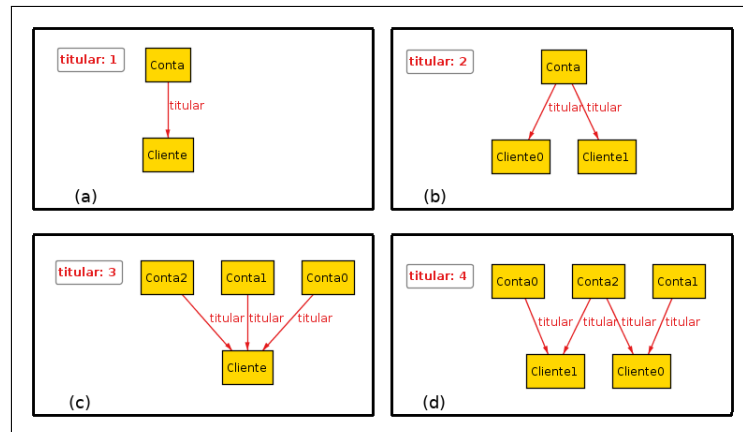 titular: 1
Conta
titular
Cliente
(a)
titular: 2
Conta
titular titular
Cliente0 Cliente1
(b)
titular: 3
Conta2 Conta1 Conta0
titular titular titular
Cliente
(c)
titular: 4
Conta0 Conta2 Conta1
titular titular titular titular
Cliente1 Cliente0
(d)